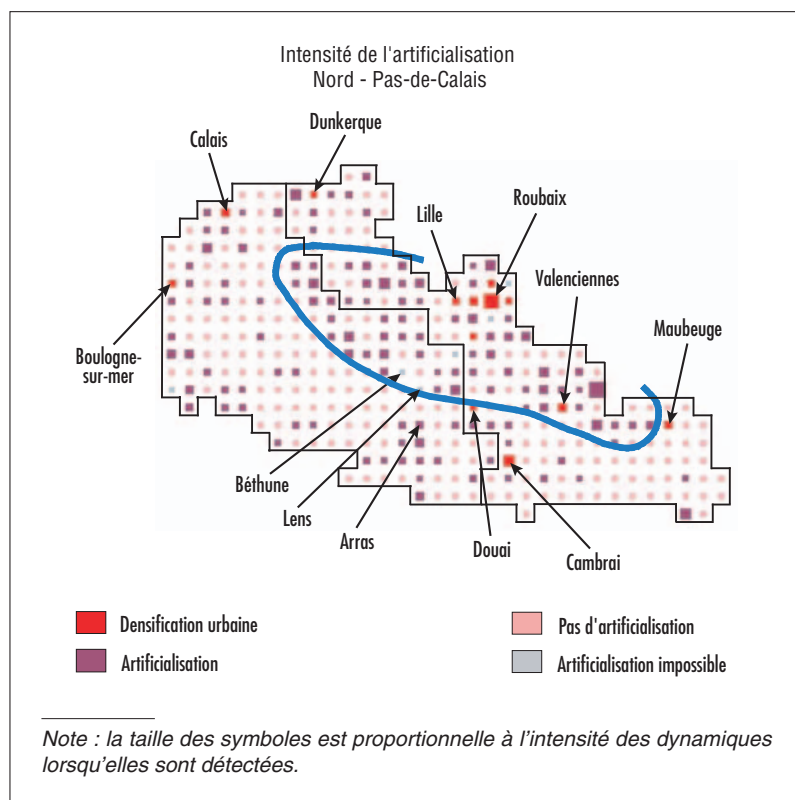 Intensité de l'artificialisation
Nord - Pas-de-Calais
Dunkerque
Calais
Roubaix
Lille
Valenciennes
Maubeuge
Boulogne-
sur-mer
Béthune
Lens
Arras
Douai
Cambrai
Densification urbaine
Pas d'artificialisation
Artificialisation
Artificialisation impossible
Note : la taille des symboles est proportionnelle à l’intensité des dynamiques
lorsqu’elles sont détectées.